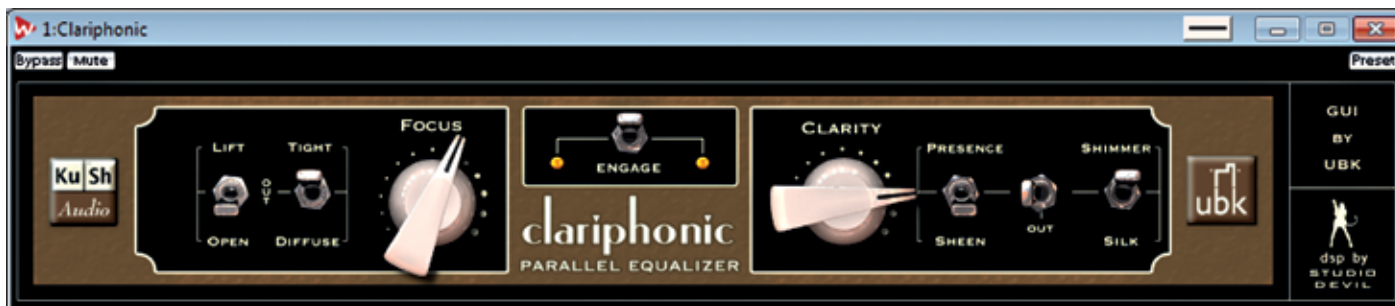 1:Clariphonic
Bypass Mute Preset
Ku Sh
Audio
LIFT TIGHT
OUT
OPEN DIFFUSE
FOCUS
ENGAGE
clariphonic
PARALLEL EQUALIZER
CLARITY
PRESENCE SHIMMER
OUT
SHEEN SILK
ubk
GUI
BY
UBK
dsp by
STUDIO
DEVIL